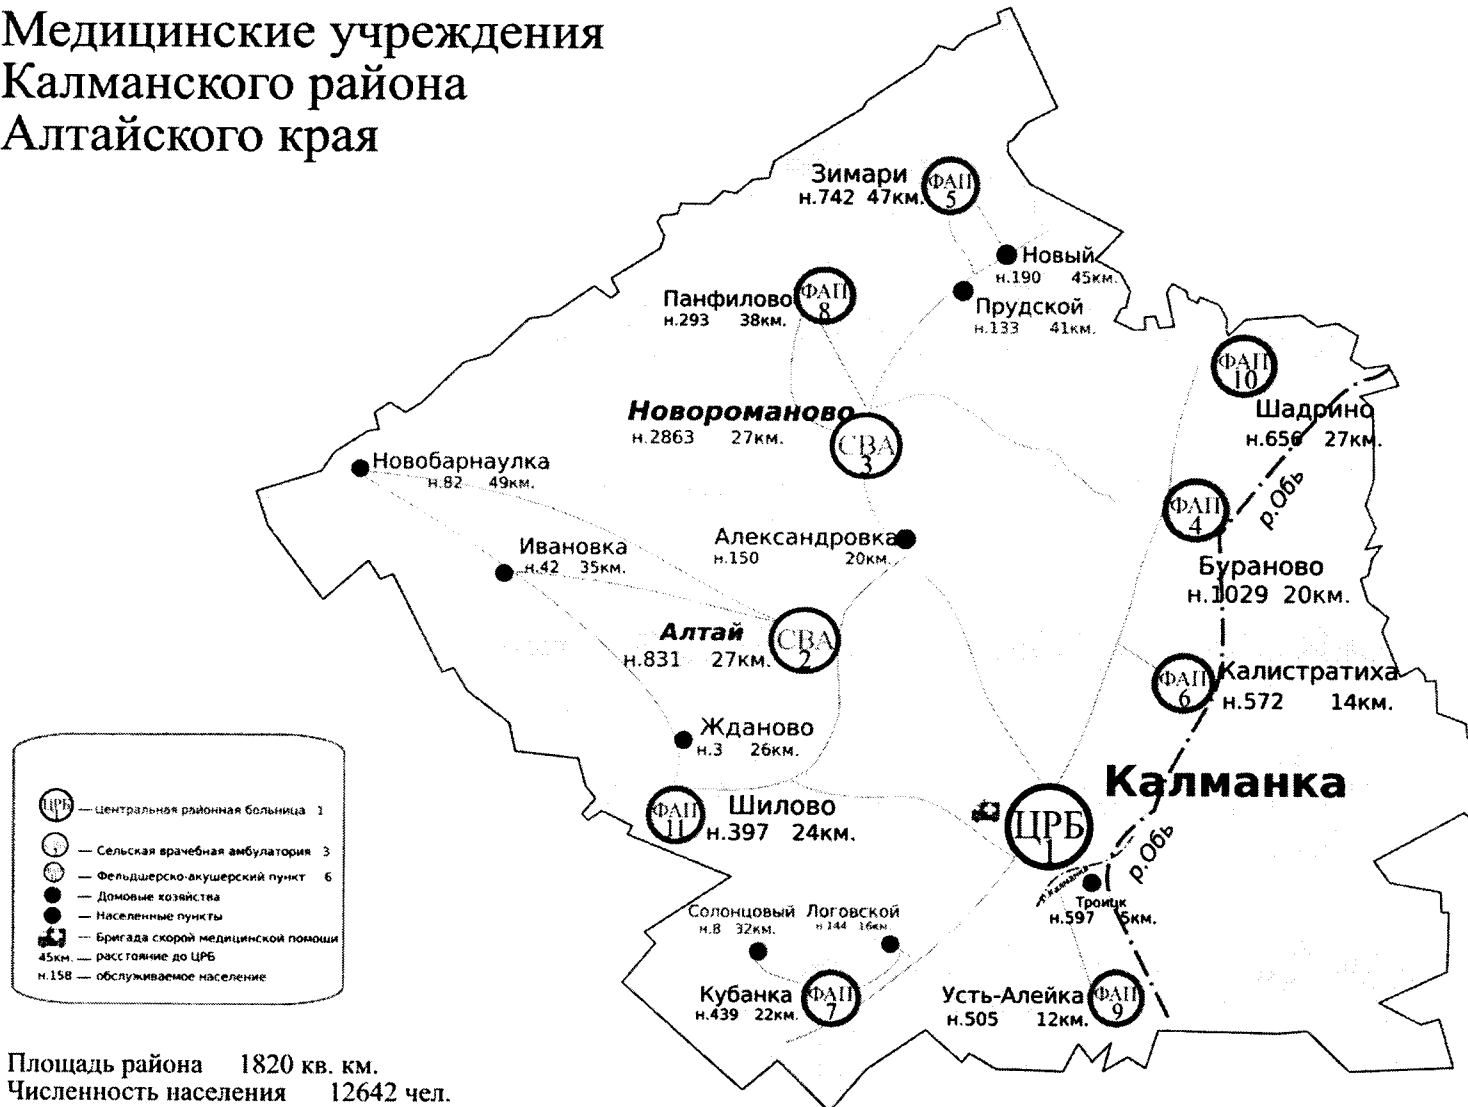 Медицинские учреждения
Калманского района
Алтайского края
Зимари
н.742 47км.
ФАП
5
Новый
н.190 45км.
Прудской
н.133 41км.
Панфилово
н.293 38км.
ФАП
8
ФАП
10
Шадрино
н.656 27км.
Новороманово
н.2863 27км.
СВА
3
Новобарнаулка
н.82 49км.
р.Обь
ФАП
4
Бураново
н.1029 20км.
Александровка
н.150 20км.
Ивановка
н.42 35км.
Алтай
н.831 27км.
СВА
2
ФАП
6
Калистратиха
н.572 14км.
Жданово
н.3 26км.
Калманка
ЦРБ
1
ФАП
11
Шилово
н.397 24км.
р.Обь
р.Калманка
Троицк
н.597 5км.
Солонцовый
н.8 32км.
Логовской
н.144 16км.
Кубанка
н.439 22км.
ФАП
7
Усть-Алейка
н.505 12км.
ФАП
9
ЦРБ
1
— Центральная районная больница 1
— Сельская врачебная амбулатория 3
— Фельдшерско-акушерский пункт 6
— Домовые хозяйства
— Населенные пункты
— Бригада скорой медицинской помощи
45км. — расстояние до ЦРБ
н.158 — обслуживаемое население
Площадь района 1820 кв. км.
Численность населения 12642 чел.